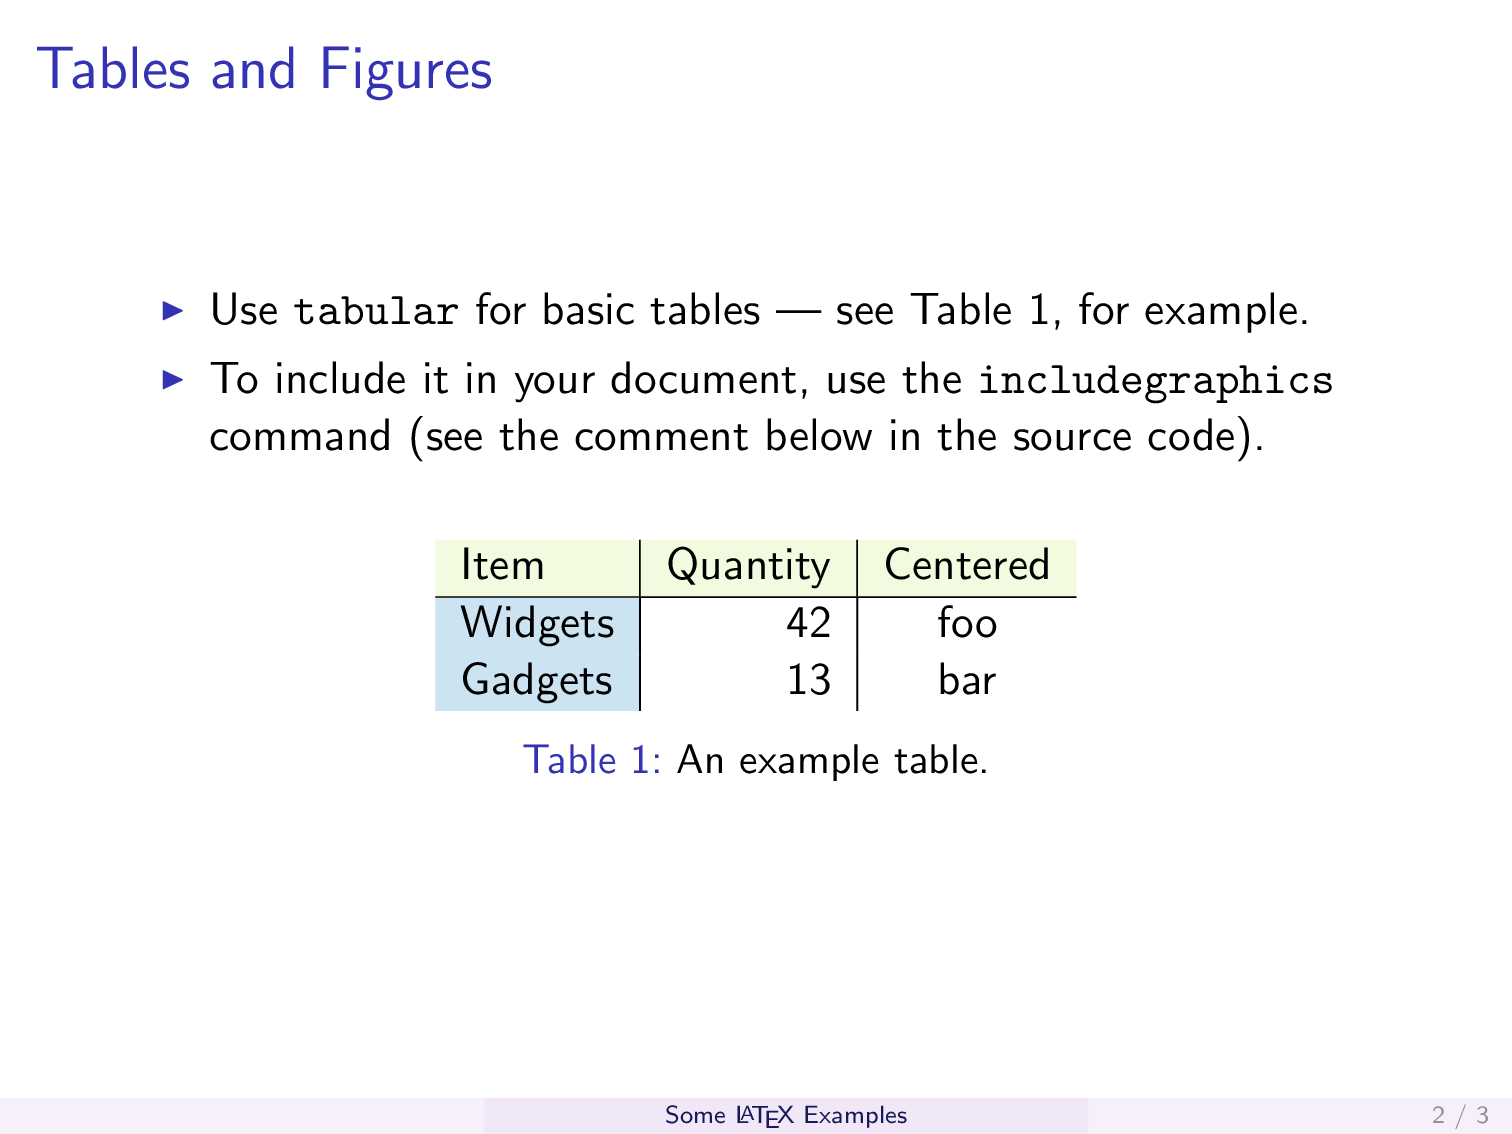 Tables and Figures
▶ Use tabular for basic tables — see Table 1, for example.
▶ To include it in your document, use the includegraphics
command (see the comment below in the source code).
Item Quantity Centered
Widgets 42 foo
Gadgets 13 bar
Table 1: An example table.
Some LATEX Examples 2 / 3